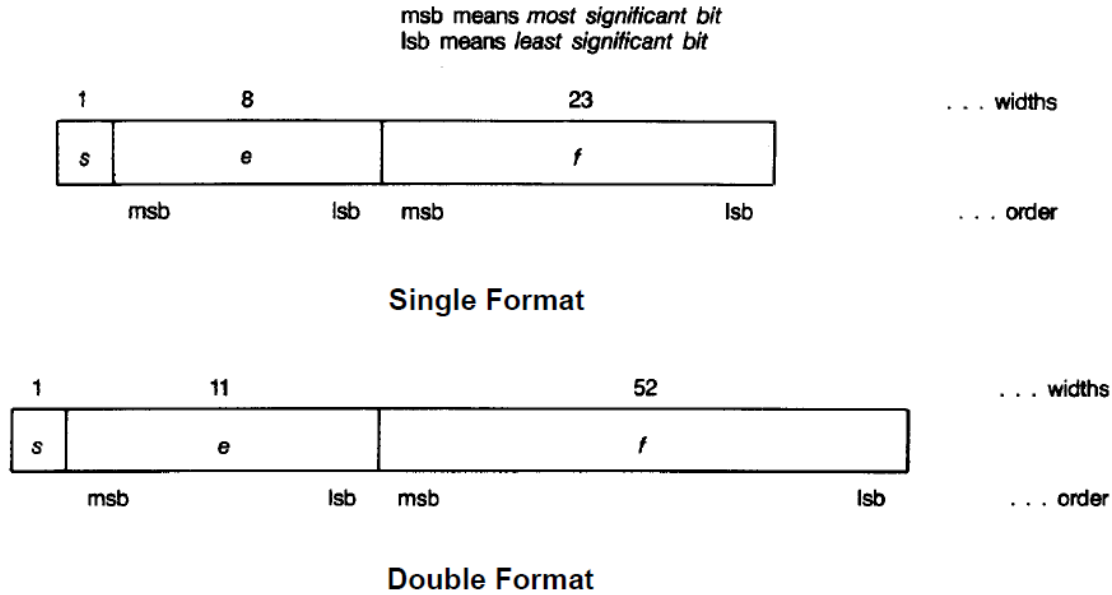 msb means most significant bit
lsb means least significant bit
1 8 23 . . . widths
s e f
msb lsb msb lsb . . . order
Single Format
1 11 52 . . . widths
s e f
msb lsb msb lsb . . . order
Double Format